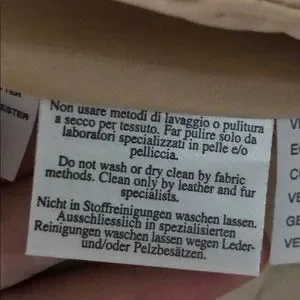 Non usare metodi di lavaggio o pulitura
a secco per tessuto. Far pulire solo da
laboratori specializzati in pelle e/o
pelliccia.
Do not wash or dry clean by fabric
methods. Clean only by leather and fur
specialists.
Nicht in Stoffreinigungen waschen lassen.
Ausschliesslich in spezialisierten
Reinigungen waschen lassen wegen Leder-
und/oder Pelzbesätzen.